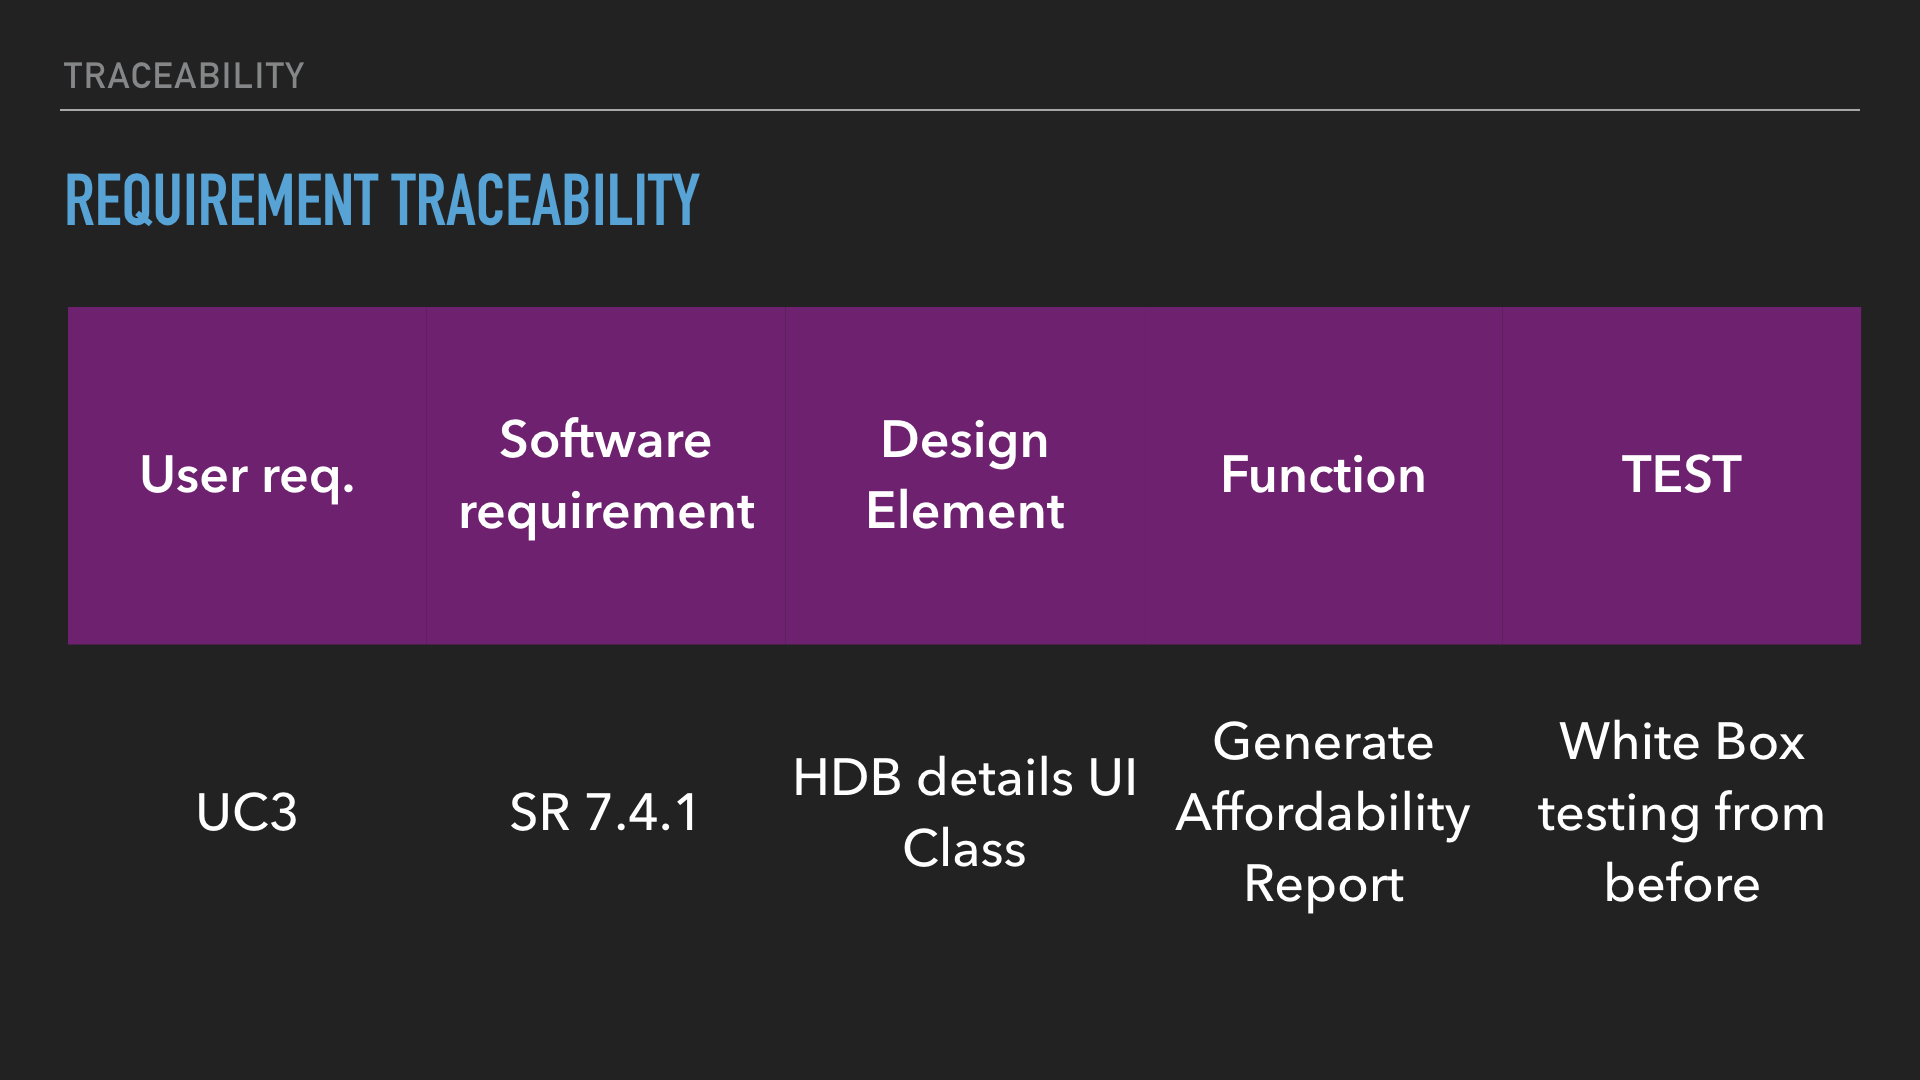 TRACEABILITY
REQUIREMENT TRACEABILITY
User req.
Software
requirement
Design
Element
Function
TEST
UC3
SR 7.4.1
HDB details UI
Class
Generate
Affordability
Report
White Box
testing from
before